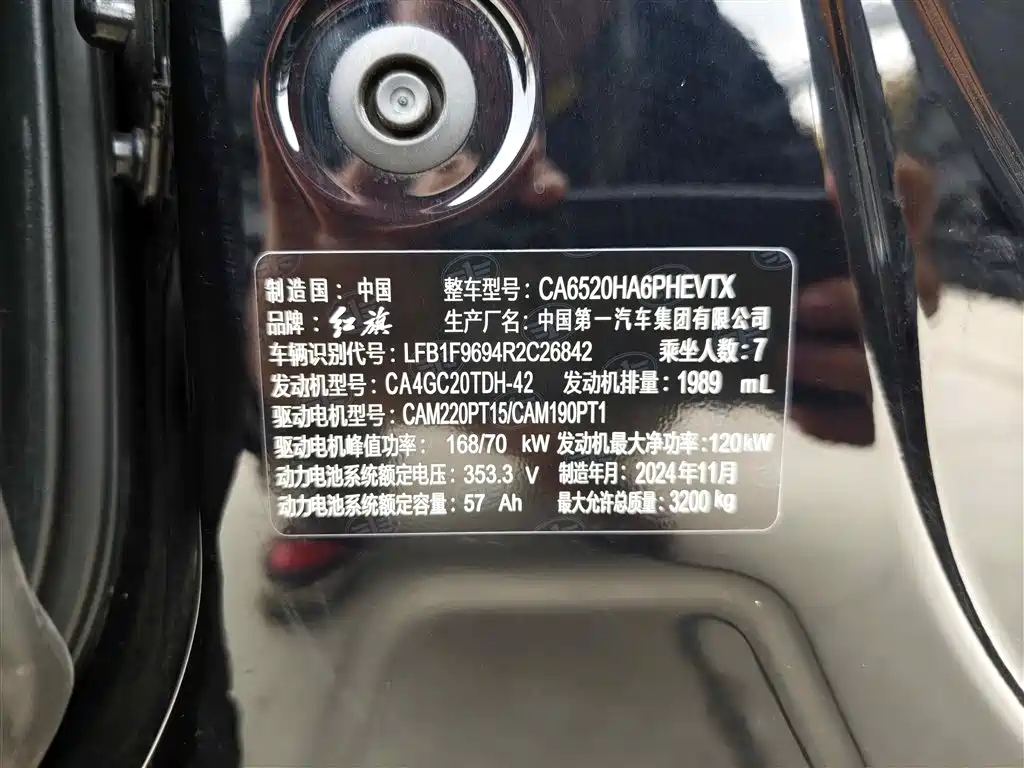 制造国：中国 整车型号：CA6520HA6PHEVTX
品牌：红旗 生产厂名：中国第一汽车集团有限公司
车辆识别代号：LFB1F9694R2C26842 乘坐人数：7
发动机型号：CA4GC20TDH-42 发动机排量：1989 mL
驱动电机型号：CAM220PT15/CAM190PT1
驱动电机峰值功率：168/70 kW 发动机最大净功率：120kW
动力电池系统额定电压：353.3 V 制造年月：2024年11月
动力电池系统额定容量：57 Ah 最大允许总质量：3200 kg